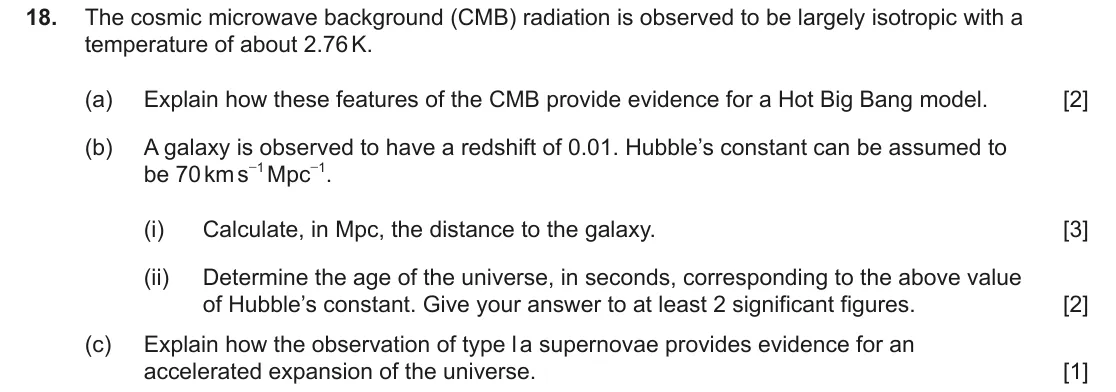 18. The cosmic microwave background (CMB) radiation is observed to be largely isotropic with a
temperature of about 2.76 K.
(a) Explain how these features of the CMB provide evidence for a Hot Big Bang model. [2]
(b) A galaxy is observed to have a redshift of 0.01. Hubble's constant can be assumed to
be 70 km s⁻¹ Mpc⁻¹.
(i) Calculate, in Mpc, the distance to the galaxy. [3]
(ii) Determine the age of the universe, in seconds, corresponding to the above value
of Hubble's constant. Give your answer to at least 2 significant figures. [2]
(c) Explain how the observation of type Ia supernovae provides evidence for an
accelerated expansion of the universe. [1]